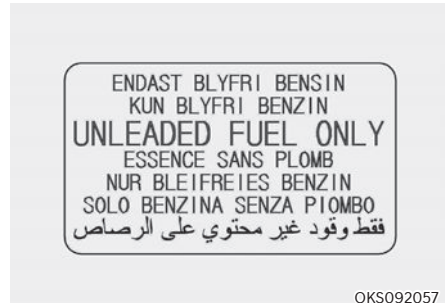 ENDAST BLYFRI BENSIN
KUN BLYFRI BENZIN
UNLEADED FUEL ONLY
ESSENCE SANS PLOMB
NUR BLEIFREIES BENZIN
SOLO BENZINA SENZA PIOMBO
فقط وقود غير محتوي على الرصاص
OKS092057